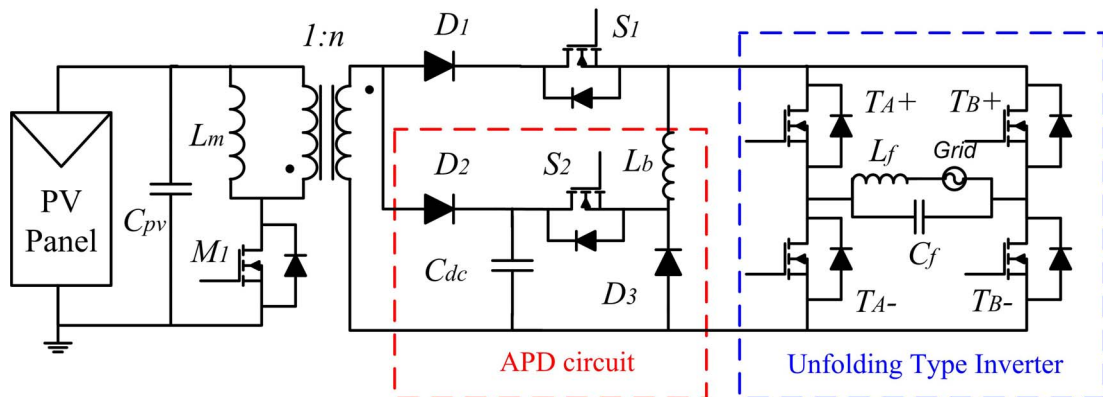 1:n
D1
S1
TA+
TB+
Lm
Lf
Grid
D2
S2
Lb
PV
Panel
Cpv
M1
Cdc
D3
Cf
TA-
TB-
APD circuit
Unfolding Type Inverter